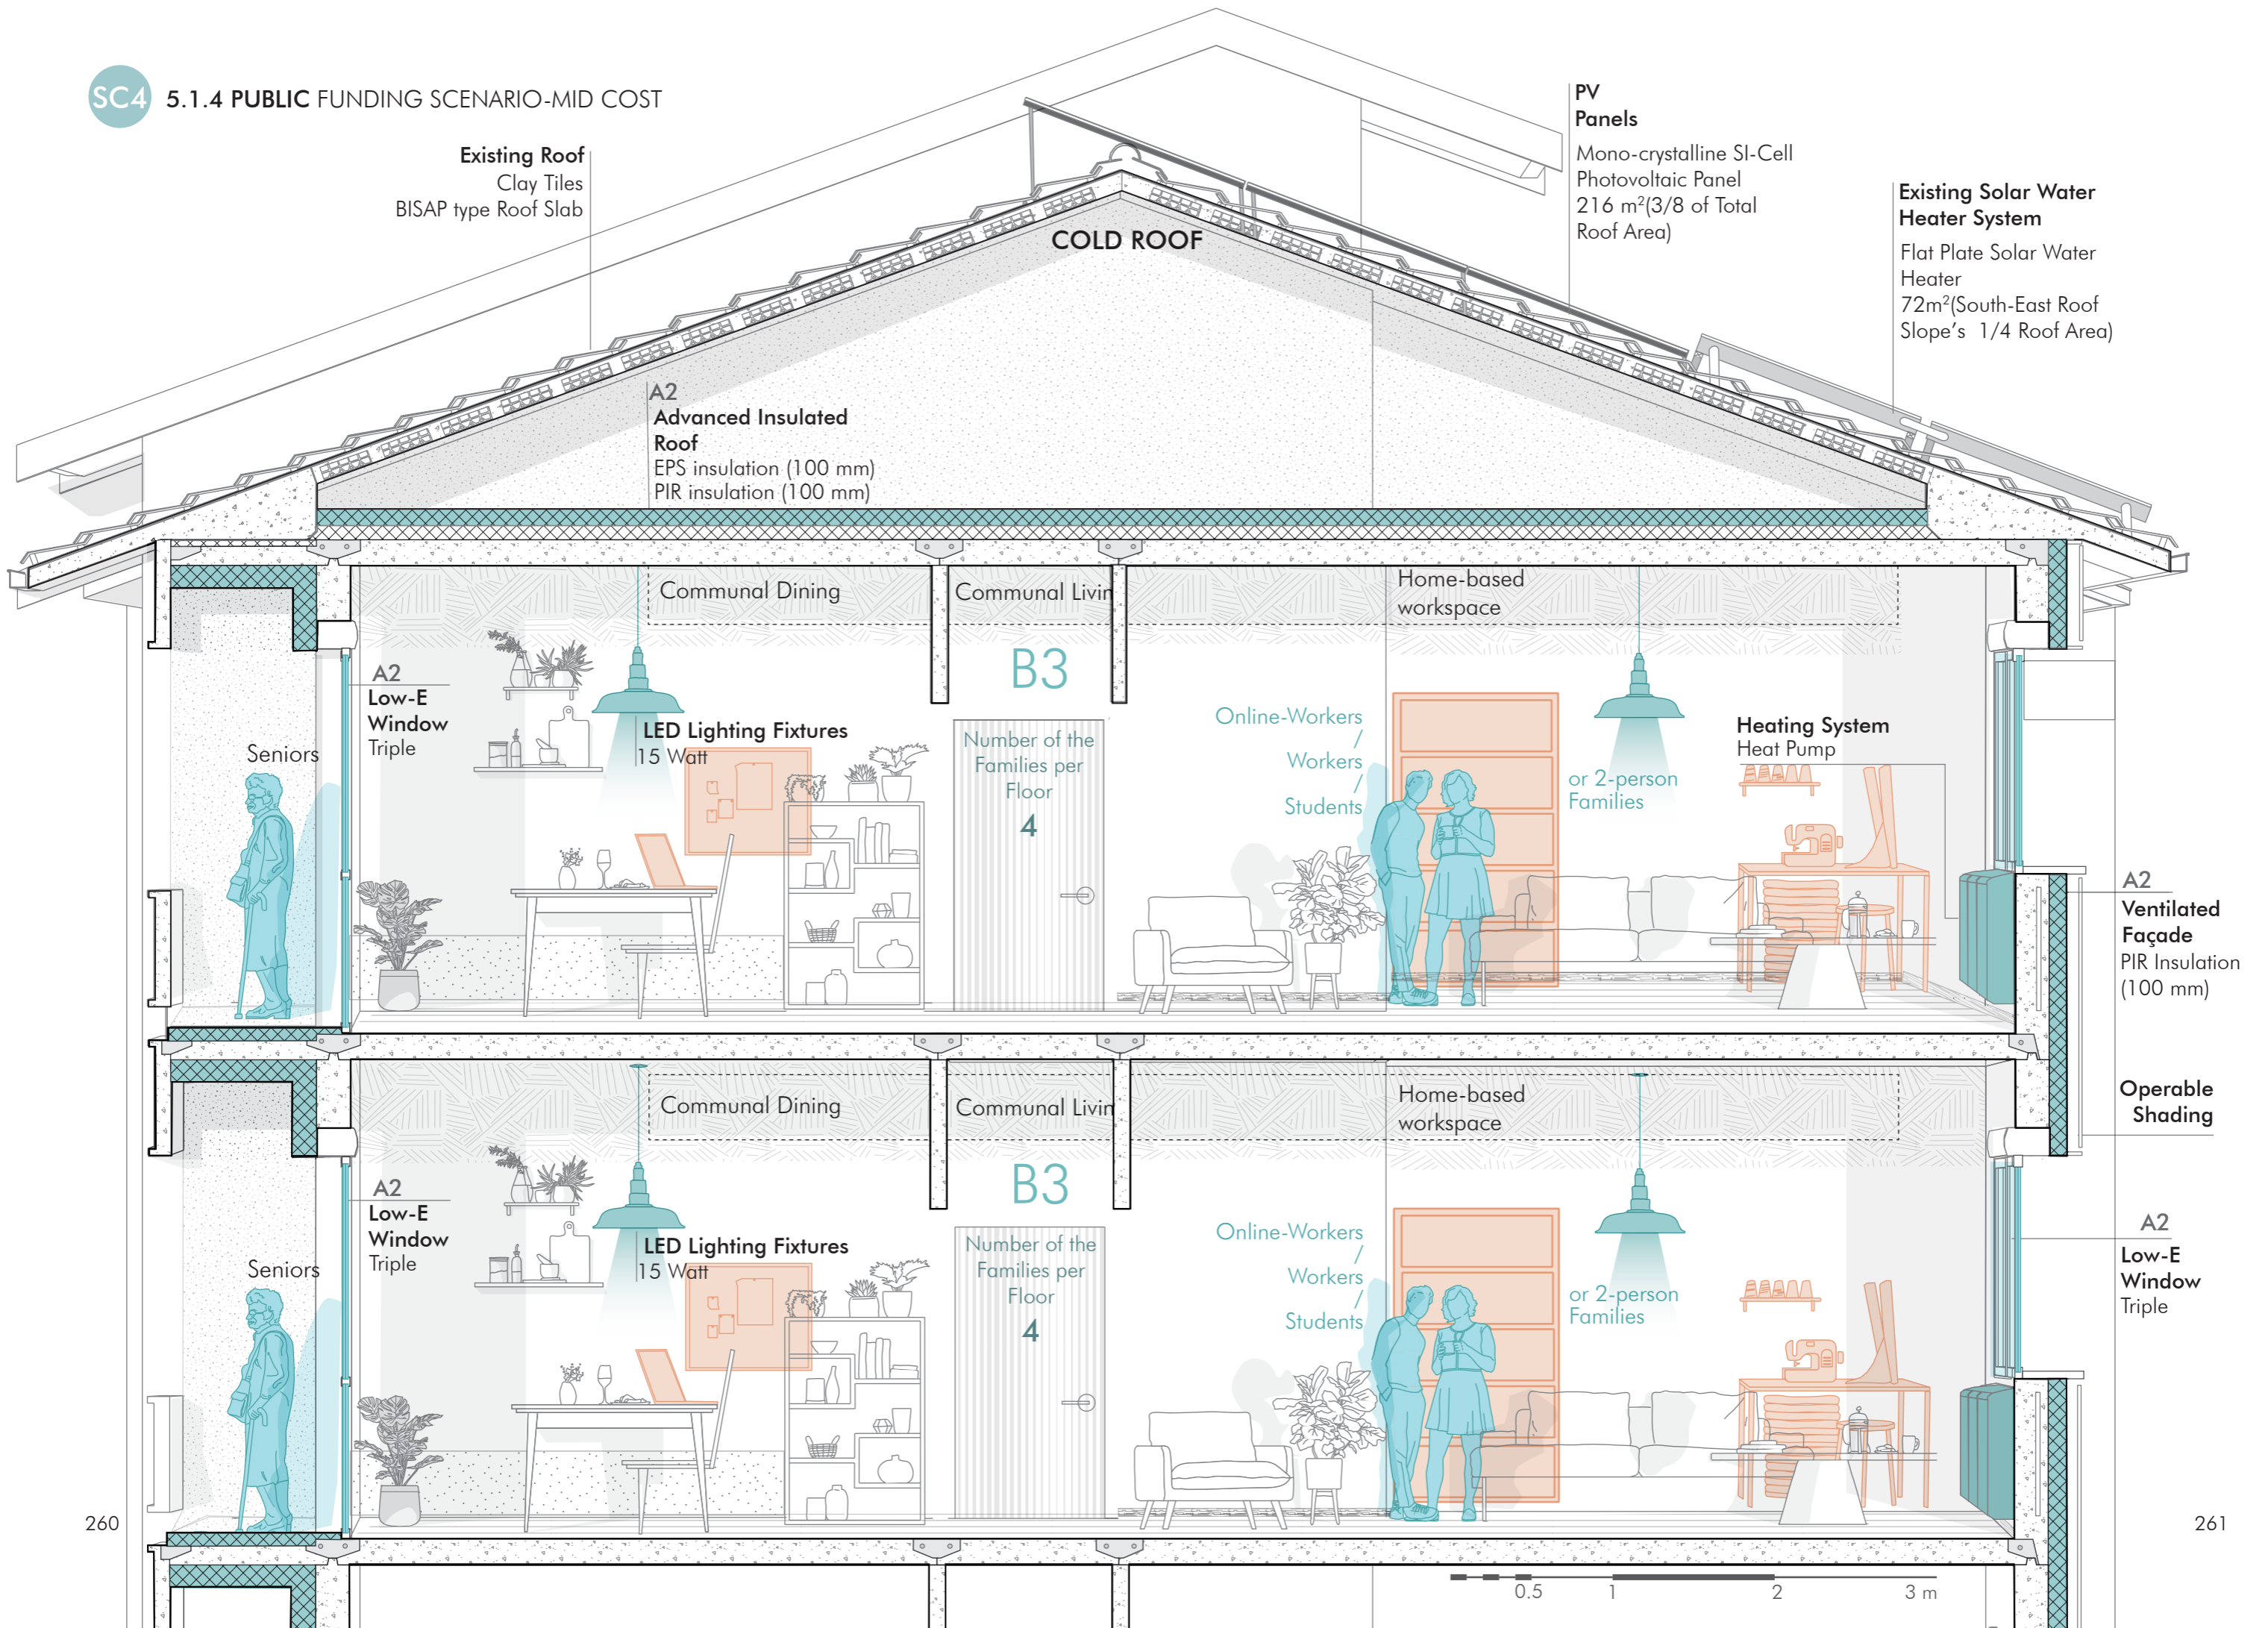 SC4 5.1.4 PUBLIC FUNDING SCENARIO-MID COST
Existing Roof
Clay Tiles
BISAP type Roof Slab
PV
Panels
Mono-crystalline SI-Cell
Photovoltaic Panel
216 m²(3/8 of Total
Roof Area)
Existing Solar Water
Heater System
Flat Plate Solar Water
Heater
72m²(South-East Roof
Slope's 1/4 Roof Area)
COLD ROOF
A2
Advanced Insulated
Roof
EPS insulation (100 mm)
PIR insulation (100 mm)
Communal Dining
Communal Livin
Home-based
workspace
B3
A2
Low-E
Window
Triple
Seniors
LED Lighting Fixtures
15 Watt
Number of the
Families per
Floor
4
Online-Workers
/
Workers
/
Students
or 2-person
Families
Heating System
Heat Pump
A2
Ventilated
Façade
PIR Insulation
(100 mm)
Operable
Shading
Communal Dining
Communal Livin
Home-based
workspace
B3
A2
Low-E
Window
Triple
Seniors
LED Lighting Fixtures
15 Watt
Number of the
Families per
Floor
4
Online-Workers
/
Workers
/
Students
or 2-person
Families
A2
Low-E
Window
Triple
260
261
0.5 1 2 3 m